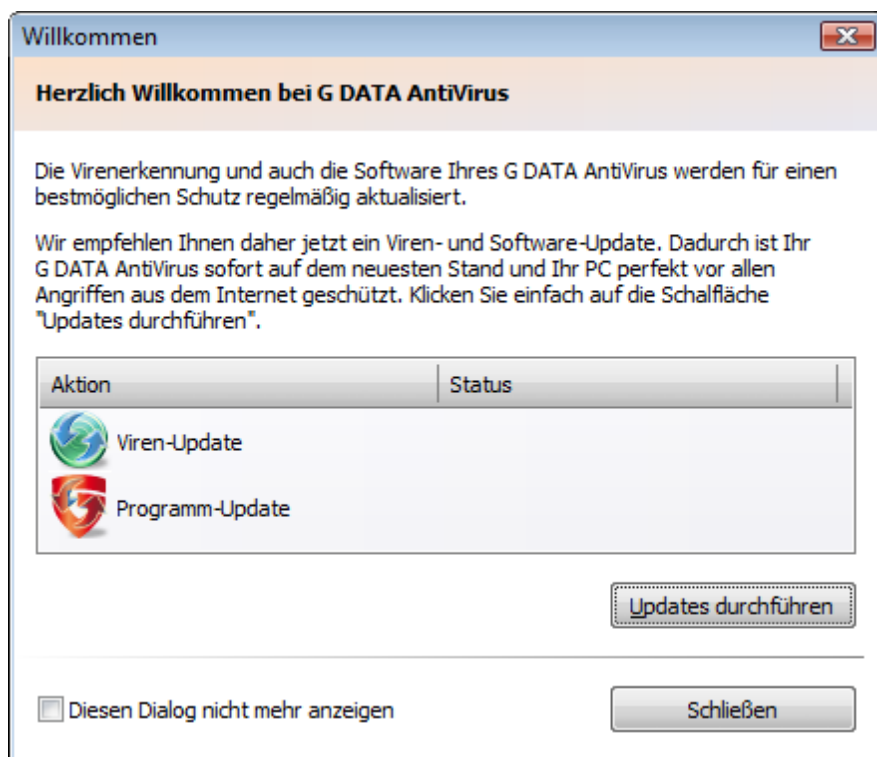 Willkommen
Herzlich Willkommen bei G DATA AntiVirus
Die Virenerkennung und auch die Software Ihres G DATA AntiVirus werden für einen
bestmöglichen Schutz regelmäßig aktualisiert.
Wir empfehlen Ihnen daher jetzt ein Viren- und Software-Update. Dadurch ist Ihr
G DATA AntiVirus sofort auf dem neuesten Stand und Ihr PC perfekt vor allen
Angriffen aus dem Internet geschützt. Klicken Sie einfach auf die Schalfläche
"Updates durchführen".
Aktion Status
Viren-Update
Programm-Update
Updates durchführen
Diesen Dialog nicht mehr anzeigen Schließen